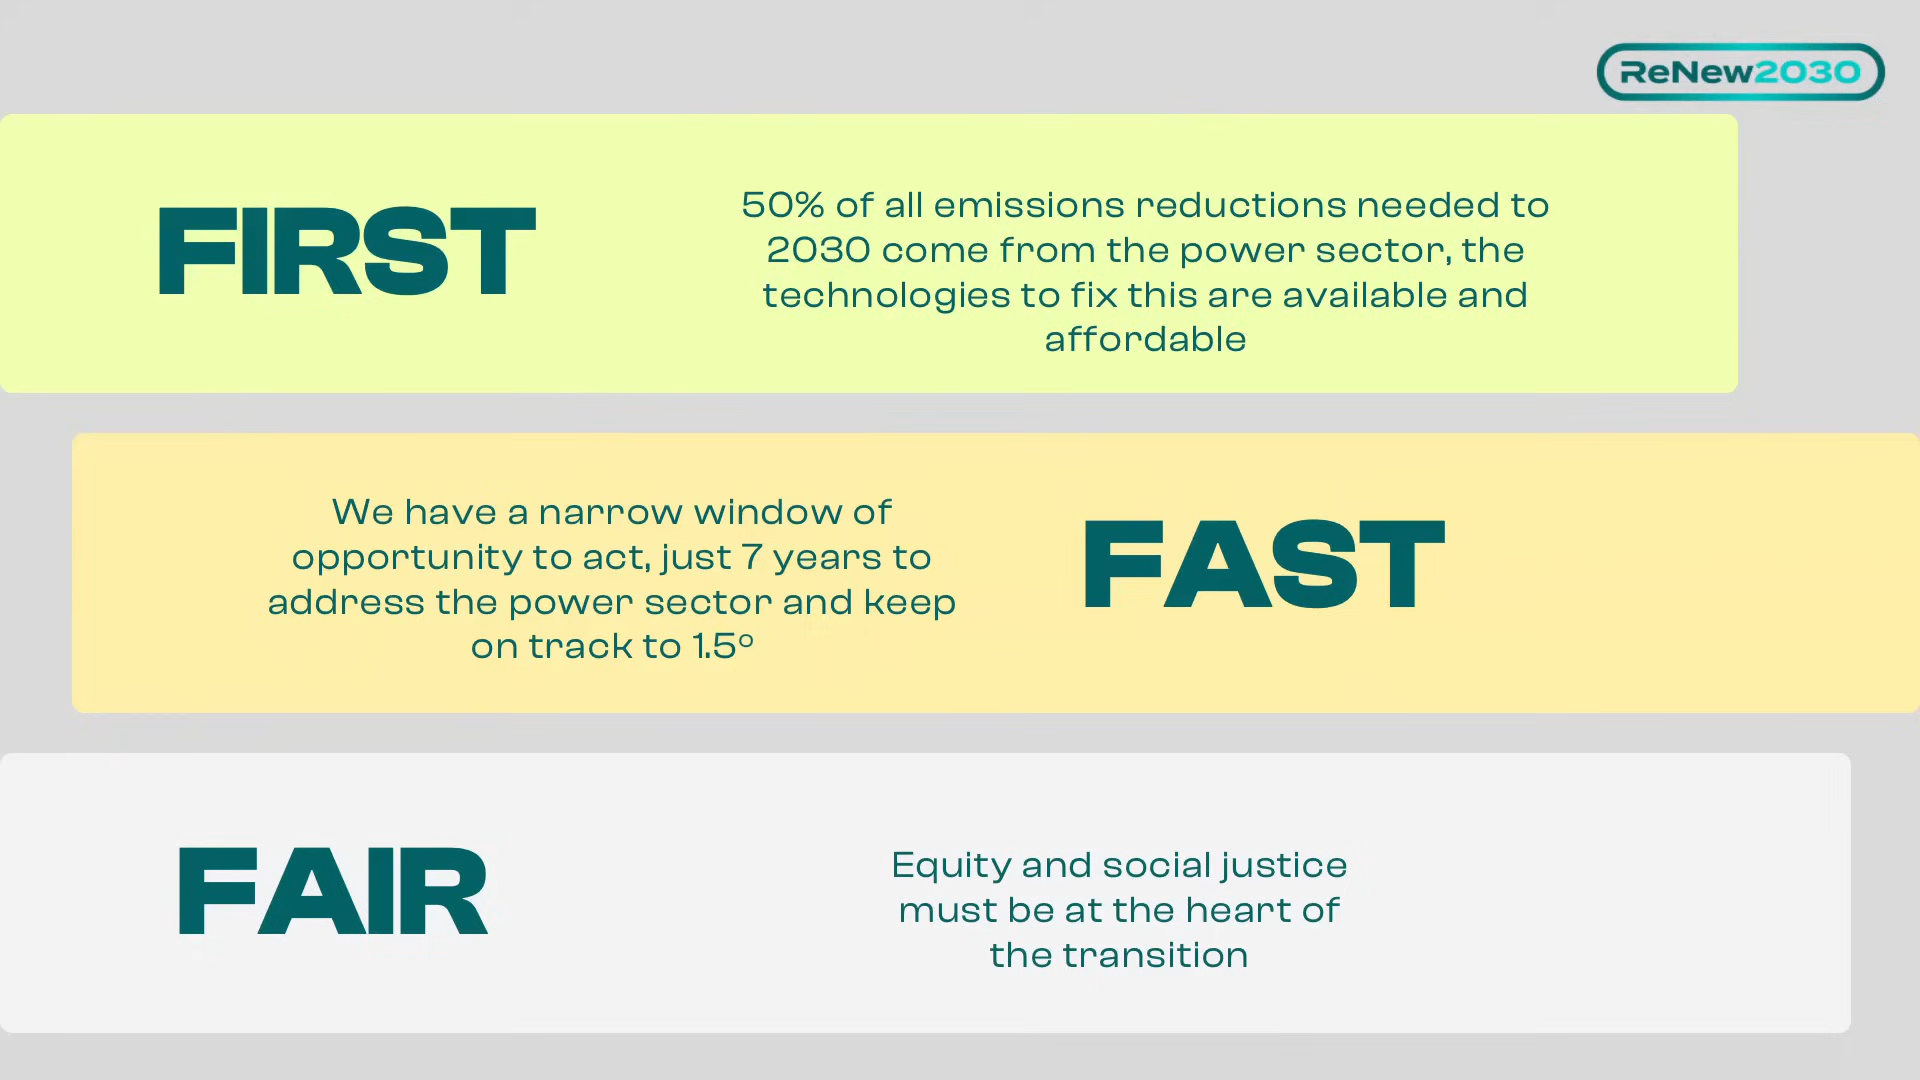 ReNew2030
FIRST
50% of all emissions reductions needed to
2030 come from the power sector, the
technologies to fix this are available and
affordable
We have a narrow window of
opportunity to act, just 7 years to
address the power sector and keep
on track to 1.5º
FAST
FAIR
Equity and social justice
must be at the heart of
the transition